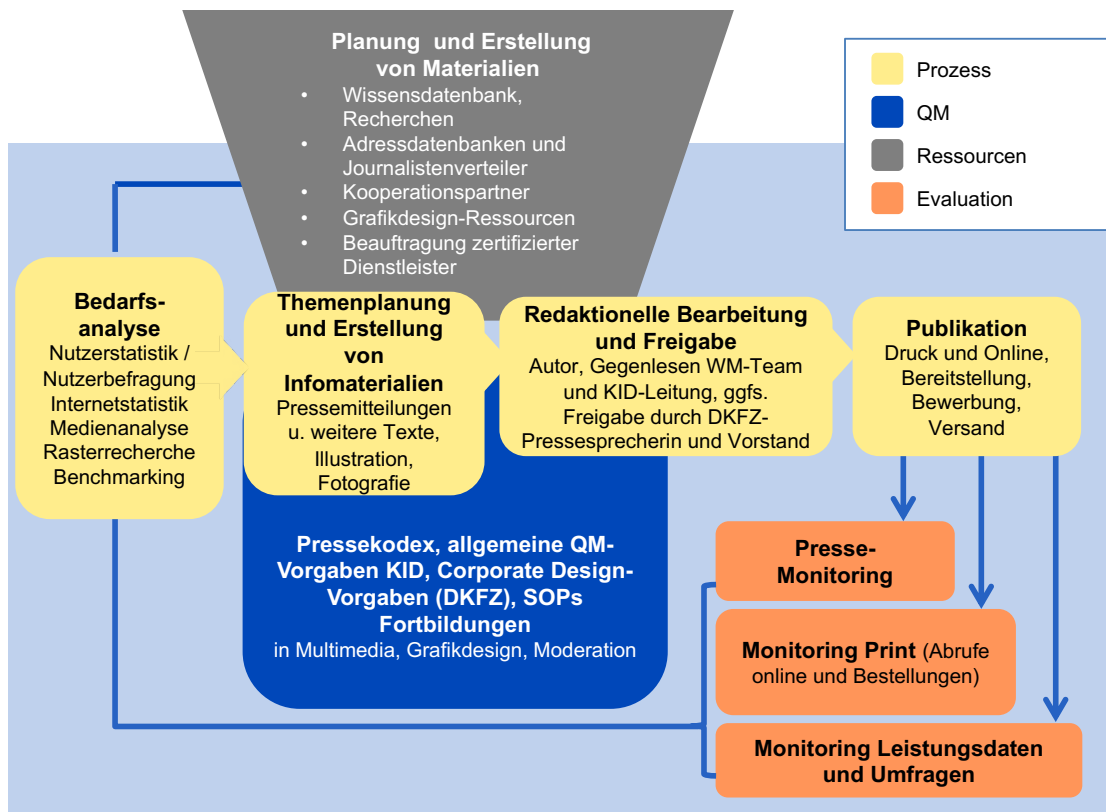 Planung und Erstellung
von Materialien
• Wissensdatenbank,
Recherchen
• Adressdatenbanken und
Journalistenverteiler
• Kooperationspartner
• Grafikdesign-Ressourcen
• Beauftragung zertifizierter
Dienstleister
Prozess
QM
Ressourcen
Evaluation
Bedarfs-
analyse
Nutzerstatistik /
Nutzerbefragung
Internetstatistik
Medienanalyse
Rasterrecherche
Benchmarking
Themenplanung
und Erstellung
von
Infomaterialien
Pressemitteilungen
u. weitere Texte,
Illustration,
Fotografie
Redaktionelle Bearbeitung
und Freigabe
Autor, Gegenlesen WM-Team
und KID-Leitung, ggfs.
Freigabe durch DKFZ-
Pressesprecherin und Vorstand
Publikation
Druck und Online,
Bereitstellung,
Bewerbung,
Versand
Pressekodex, allgemeine QM-
Vorgaben KID, Corporate Design-
Vorgaben (DKFZ), SOPs
Fortbildungen
in Multimedia, Grafikdesign, Moderation
Presse-
Monitoring
Monitoring Print (Abrufe
online und Bestellungen)
Monitoring Leistungsdaten
und Umfragen